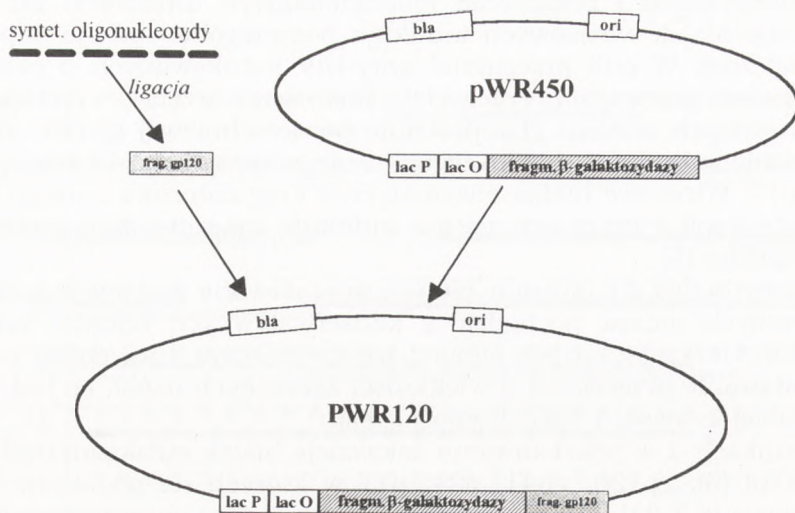 syntet. oligonukleotydy
ligacja
frag. gp120
bla
ori
pWR450
lac P lac O fragm. β-galaktozydazy
bla
ori
PWR120
lac P lac O fragm. β-galaktozydazy frag. gp120